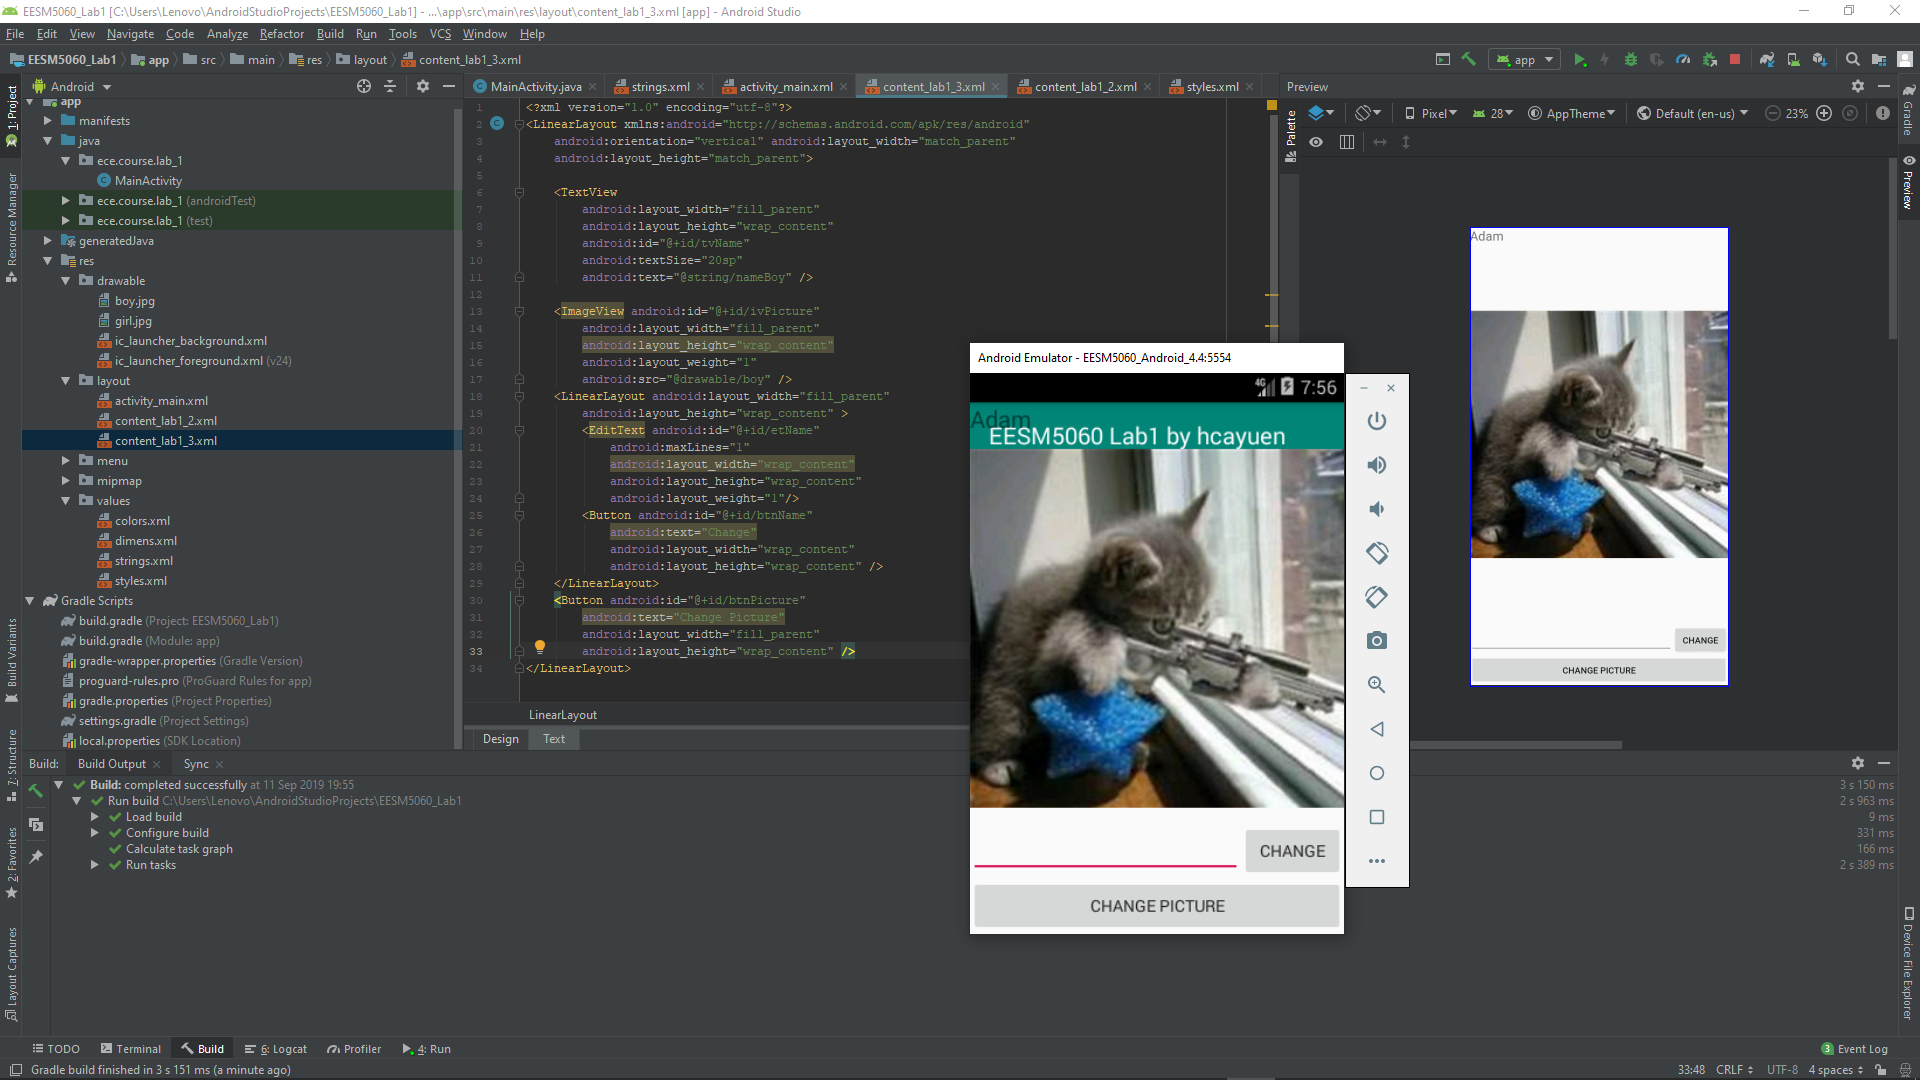 EESM5060_Lab1 [C:\Users\Lenovo\AndroidStudioProjects\EESM5060_Lab1] - ...\app\src\main\res\layout\content_lab1_3.xml [app] - Android Studio
File Edit View Navigate Code Analyze Refactor Build Run Tools VCS Window Help
EESM5060_Lab1 app src main res layout content_lab1_3.xml
app
Android
MainActivity.java strings.xml activity_main.xml content_lab1_3.xml content_lab1_2.xml styles.xml
1: Project
Resource Manager
Build Variants
7: Structure
2: Favorites
Layout Captures
app
manifests
java
ece.course.lab_1
MainActivity
ece.course.lab_1 (androidTest)
ece.course.lab_1 (test)
generatedJava
res
drawable
boy.jpg
girl.jpg
ic_launcher_background.xml
ic_launcher_foreground.xml (v24)
layout
activity_main.xml
content_lab1_2.xml
content_lab1_3.xml
menu
mipmap
values
colors.xml
dimens.xml
strings.xml
styles.xml
Gradle Scripts
build.gradle (Project: EESM5060_Lab1)
build.gradle (Module: app)
gradle-wrapper.properties (Gradle Version)
proguard-rules.pro (ProGuard Rules for app)
gradle.properties (Project Properties)
settings.gradle (Project Settings)
local.properties (SDK Location)
1 <?xml version="1.0" encoding="utf-8"?>
2 <LinearLayout xmlns:android="http://schemas.android.com/apk/res/android"
3 android:orientation="vertical" android:layout_width="match_parent"
4 android:layout_height="match_parent">
5
6 <TextView
7 android:layout_width="fill_parent"
8 android:layout_height="wrap_content"
9 android:id="@+id/tvName"
10 android:textSize="20sp"
11 android:text="@string/nameBoy" />
12
13 <ImageView android:id="@+id/ivPicture"
14 android:layout_width="fill_parent"
15 android:layout_height="wrap_content"
16 android:layout_weight="1"
17 android:src="@drawable/boy" />
18 <LinearLayout android:layout_width="fill_parent"
19 android:layout_height="wrap_content" >
20 <EditText android:id="@+id/etName"
21 android:maxLines="1"
22 android:layout_width="wrap_content"
23 android:layout_height="wrap_content"
24 android:layout_weight="1"/>
25 <Button android:id="@+id/btnName"
26 android:text="Change"
27 android:layout_width="wrap_content"
28 android:layout_height="wrap_content" />
29 </LinearLayout>
30 <Button android:id="@+id/btnPicture"
31 android:text="Change Picture"
32 android:layout_width="fill_parent"
33 android:layout_height="wrap_content" />
34 </LinearLayout>
LinearLayout
Design Text
Preview
Palette
Pixel 28 AppTheme Default (en-us) 23%
Gradle
Preview
Device File Explorer
Adam
CHANGE
CHANGE PICTURE
Android Emulator - EESM5060_Android_4.4:5554
4G 7:56
Adam
EESM5060 Lab1 by hcayuen
CHANGE
CHANGE PICTURE
Build: Build Output Sync
Build: completed successfully at 11 Sep 2019 19:55 3 s 150 ms
Run build C:\Users\Lenovo\AndroidStudioProjects\EESM5060_Lab1 2 s 963 ms
Load build 9 ms
Configure build 331 ms
Calculate task graph 166 ms
Run tasks 2 s 389 ms
TODO Terminal Build 6: Logcat Profiler 4: Run 3 Event Log
Gradle build finished in 3 s 151 ms (a minute ago) 33:48 CRLF UTF-8 4 spaces